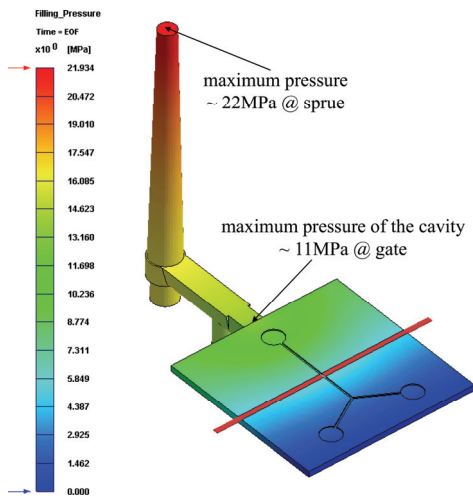 Filling_Pressure
Time = EOF
x10⁰ [MPa]
21.934
20.472
19.010
17.547
16.085
14.623
13.160
11.698
10.236
8.774
7.311
5.849
4.387
2.925
1.462
0.000
maximum pressure
~ 22MPa @ sprue
maximum pressure of the cavity
~ 11MPa @ gate